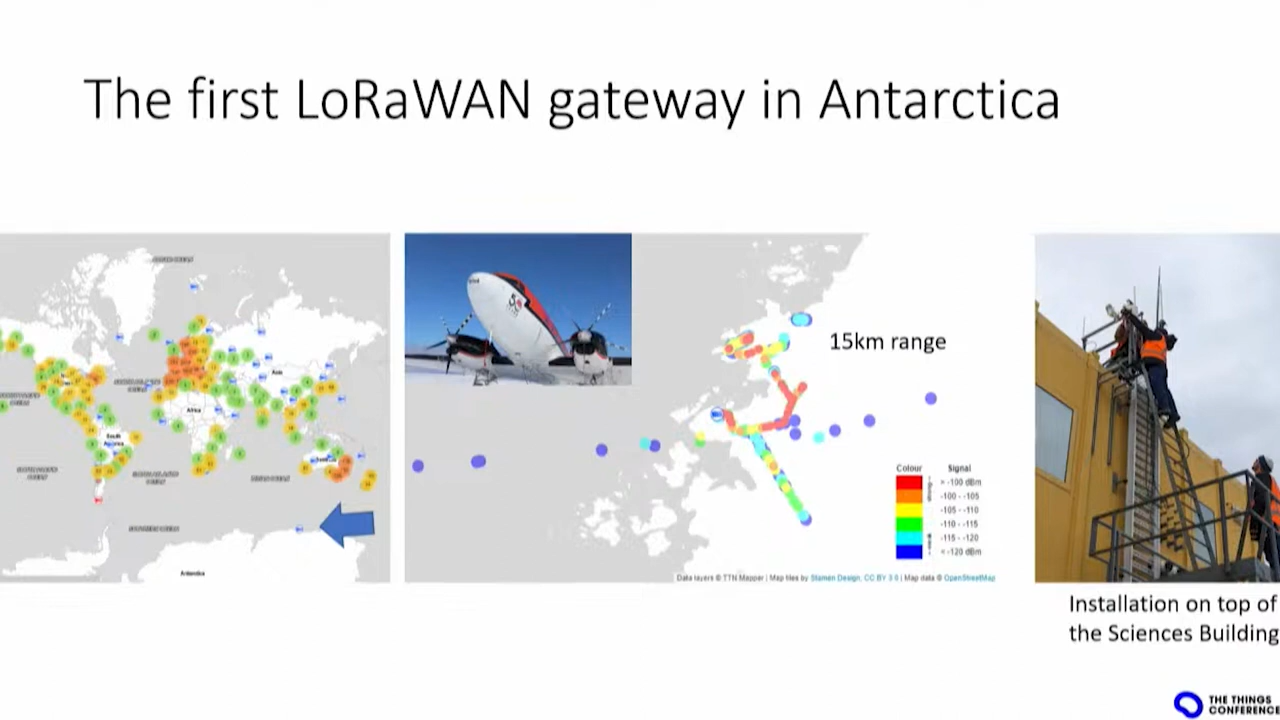 The first LoRaWAN gateway in Antarctica
Asia
Africa
South
America
Antarctica
15km range
Colour Signal
> -100 dBm
-100 - -105
-105 - -110
-110 - -115
-115 - -120
< -120 dBm
Data layers © TTN Mapper | Map tiles by Stamen Design, CC BY 3.0 | Map data © OpenStreetMap
Installation on top of
the Sciences Building
THE THINGS
CONFERENCE